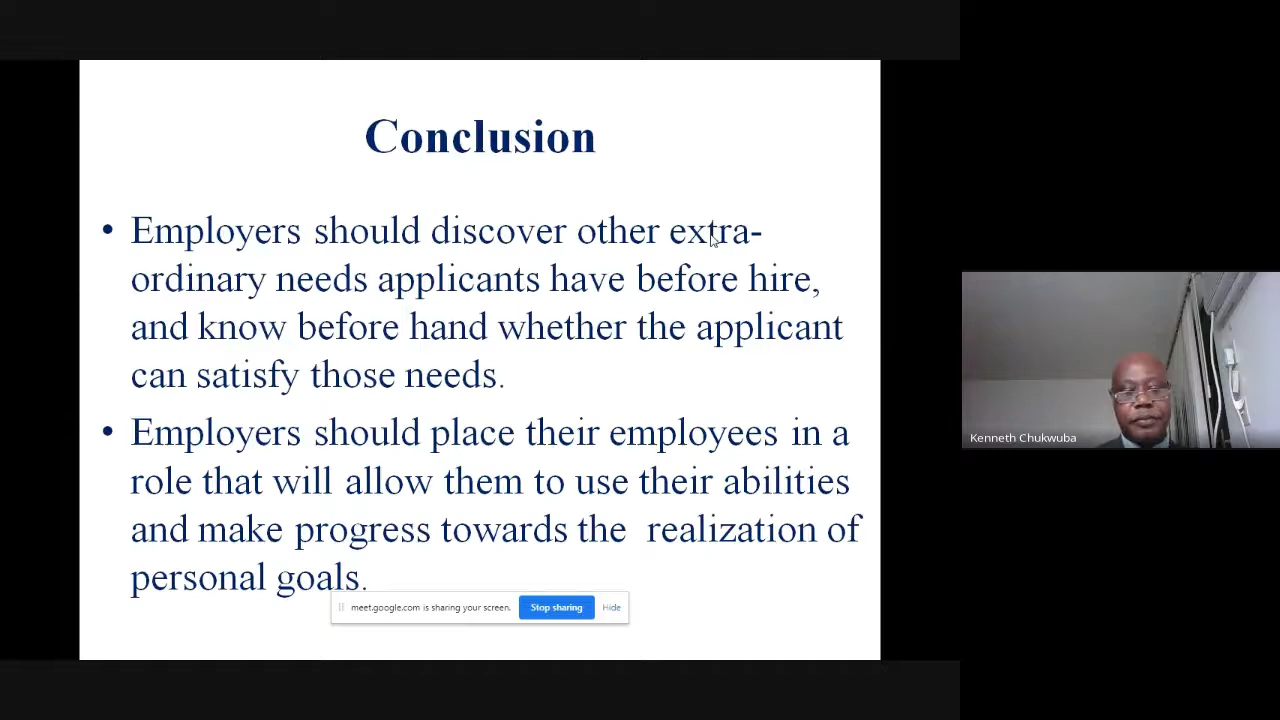 Conclusion
• Employers should discover other extra-
ordinary needs applicants have before hire,
and know before hand whether the applicant
can satisfy those needs.
• Employers should place their employees in a
role that will allow them to use their abilities
and make progress towards the realization of
personal goals.
meet.google.com is sharing your screen. Stop sharing Hide
Kenneth Chukwuba